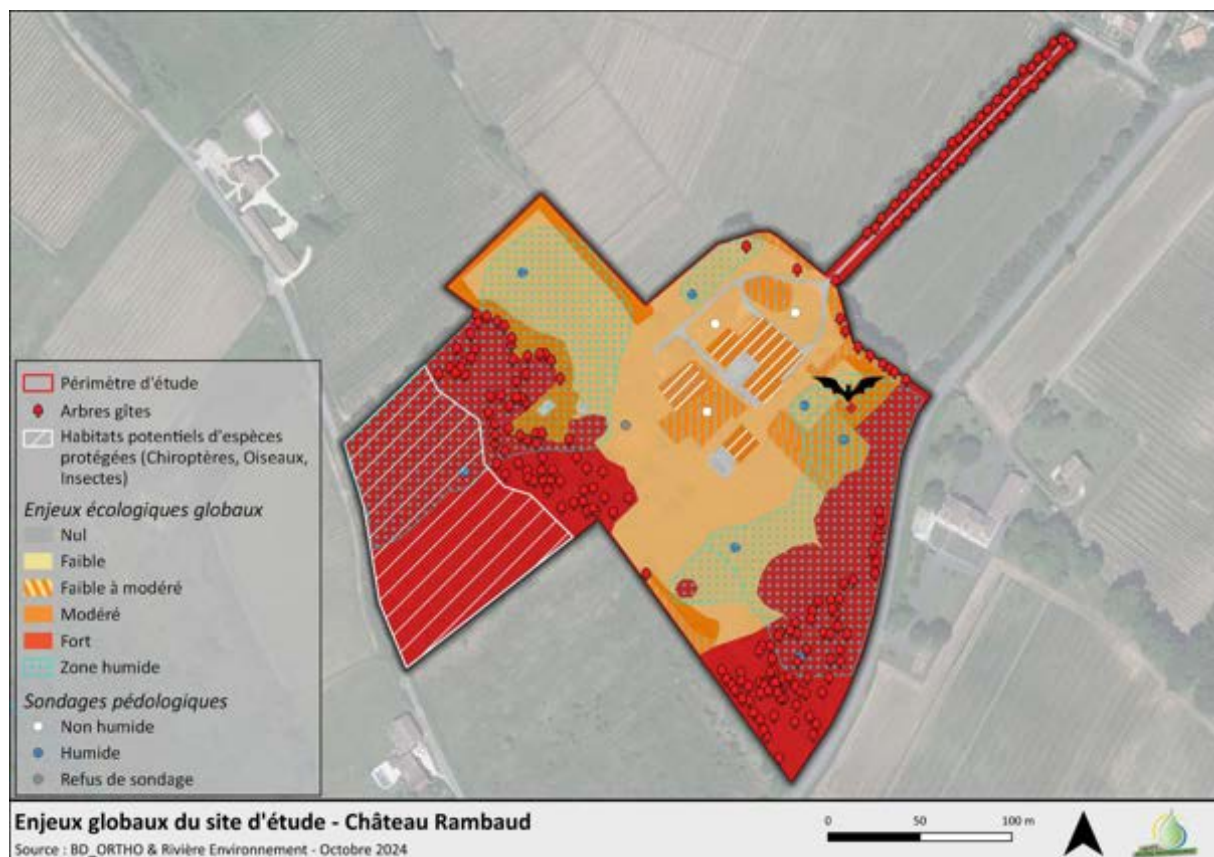 Périmètre d'étude
Arbres gîtes
Habitats potentiels d'espèces
protégées (Chiroptères, Oiseaux,
Insectes)
Enjeux écologiques globaux
Nul
Faible
Faible à modéré
Modéré
Fort
Zone humide
Sondages pédologiques
Non humide
Humide
Refus de sondage
Enjeux globaux du site d'étude - Château Rambaud
0 50 100 m
Source : BD_ORTHO & Rivière Environnement - Octobre 2024